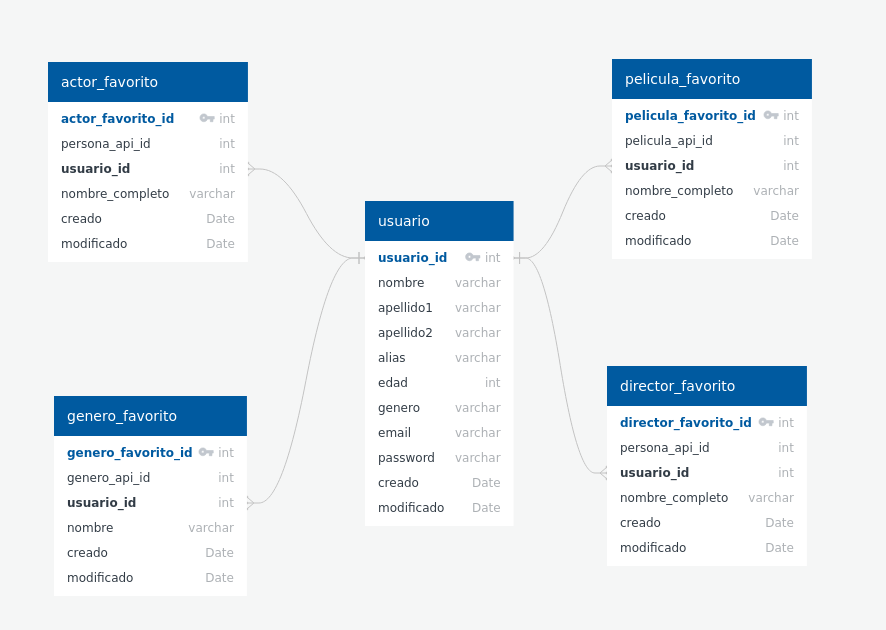 actor_favorito
actor_favorito_id int
persona_api_id int
usuario_id int
nombre_completo varchar
creado Date
modificado Date
pelicula_favorito
pelicula_favorito_id int
pelicula_api_id int
usuario_id int
nombre_completo varchar
creado Date
modificado Date
usuario
usuario_id int
nombre varchar
apellido1 varchar
apellido2 varchar
alias varchar
edad int
genero varchar
email varchar
password varchar
creado Date
modificado Date
genero_favorito
genero_favorito_id int
genero_api_id int
usuario_id int
nombre varchar
creado Date
modificado Date
director_favorito
director_favorito_id int
persona_api_id int
usuario_id int
nombre_completo varchar
creado Date
modificado Date